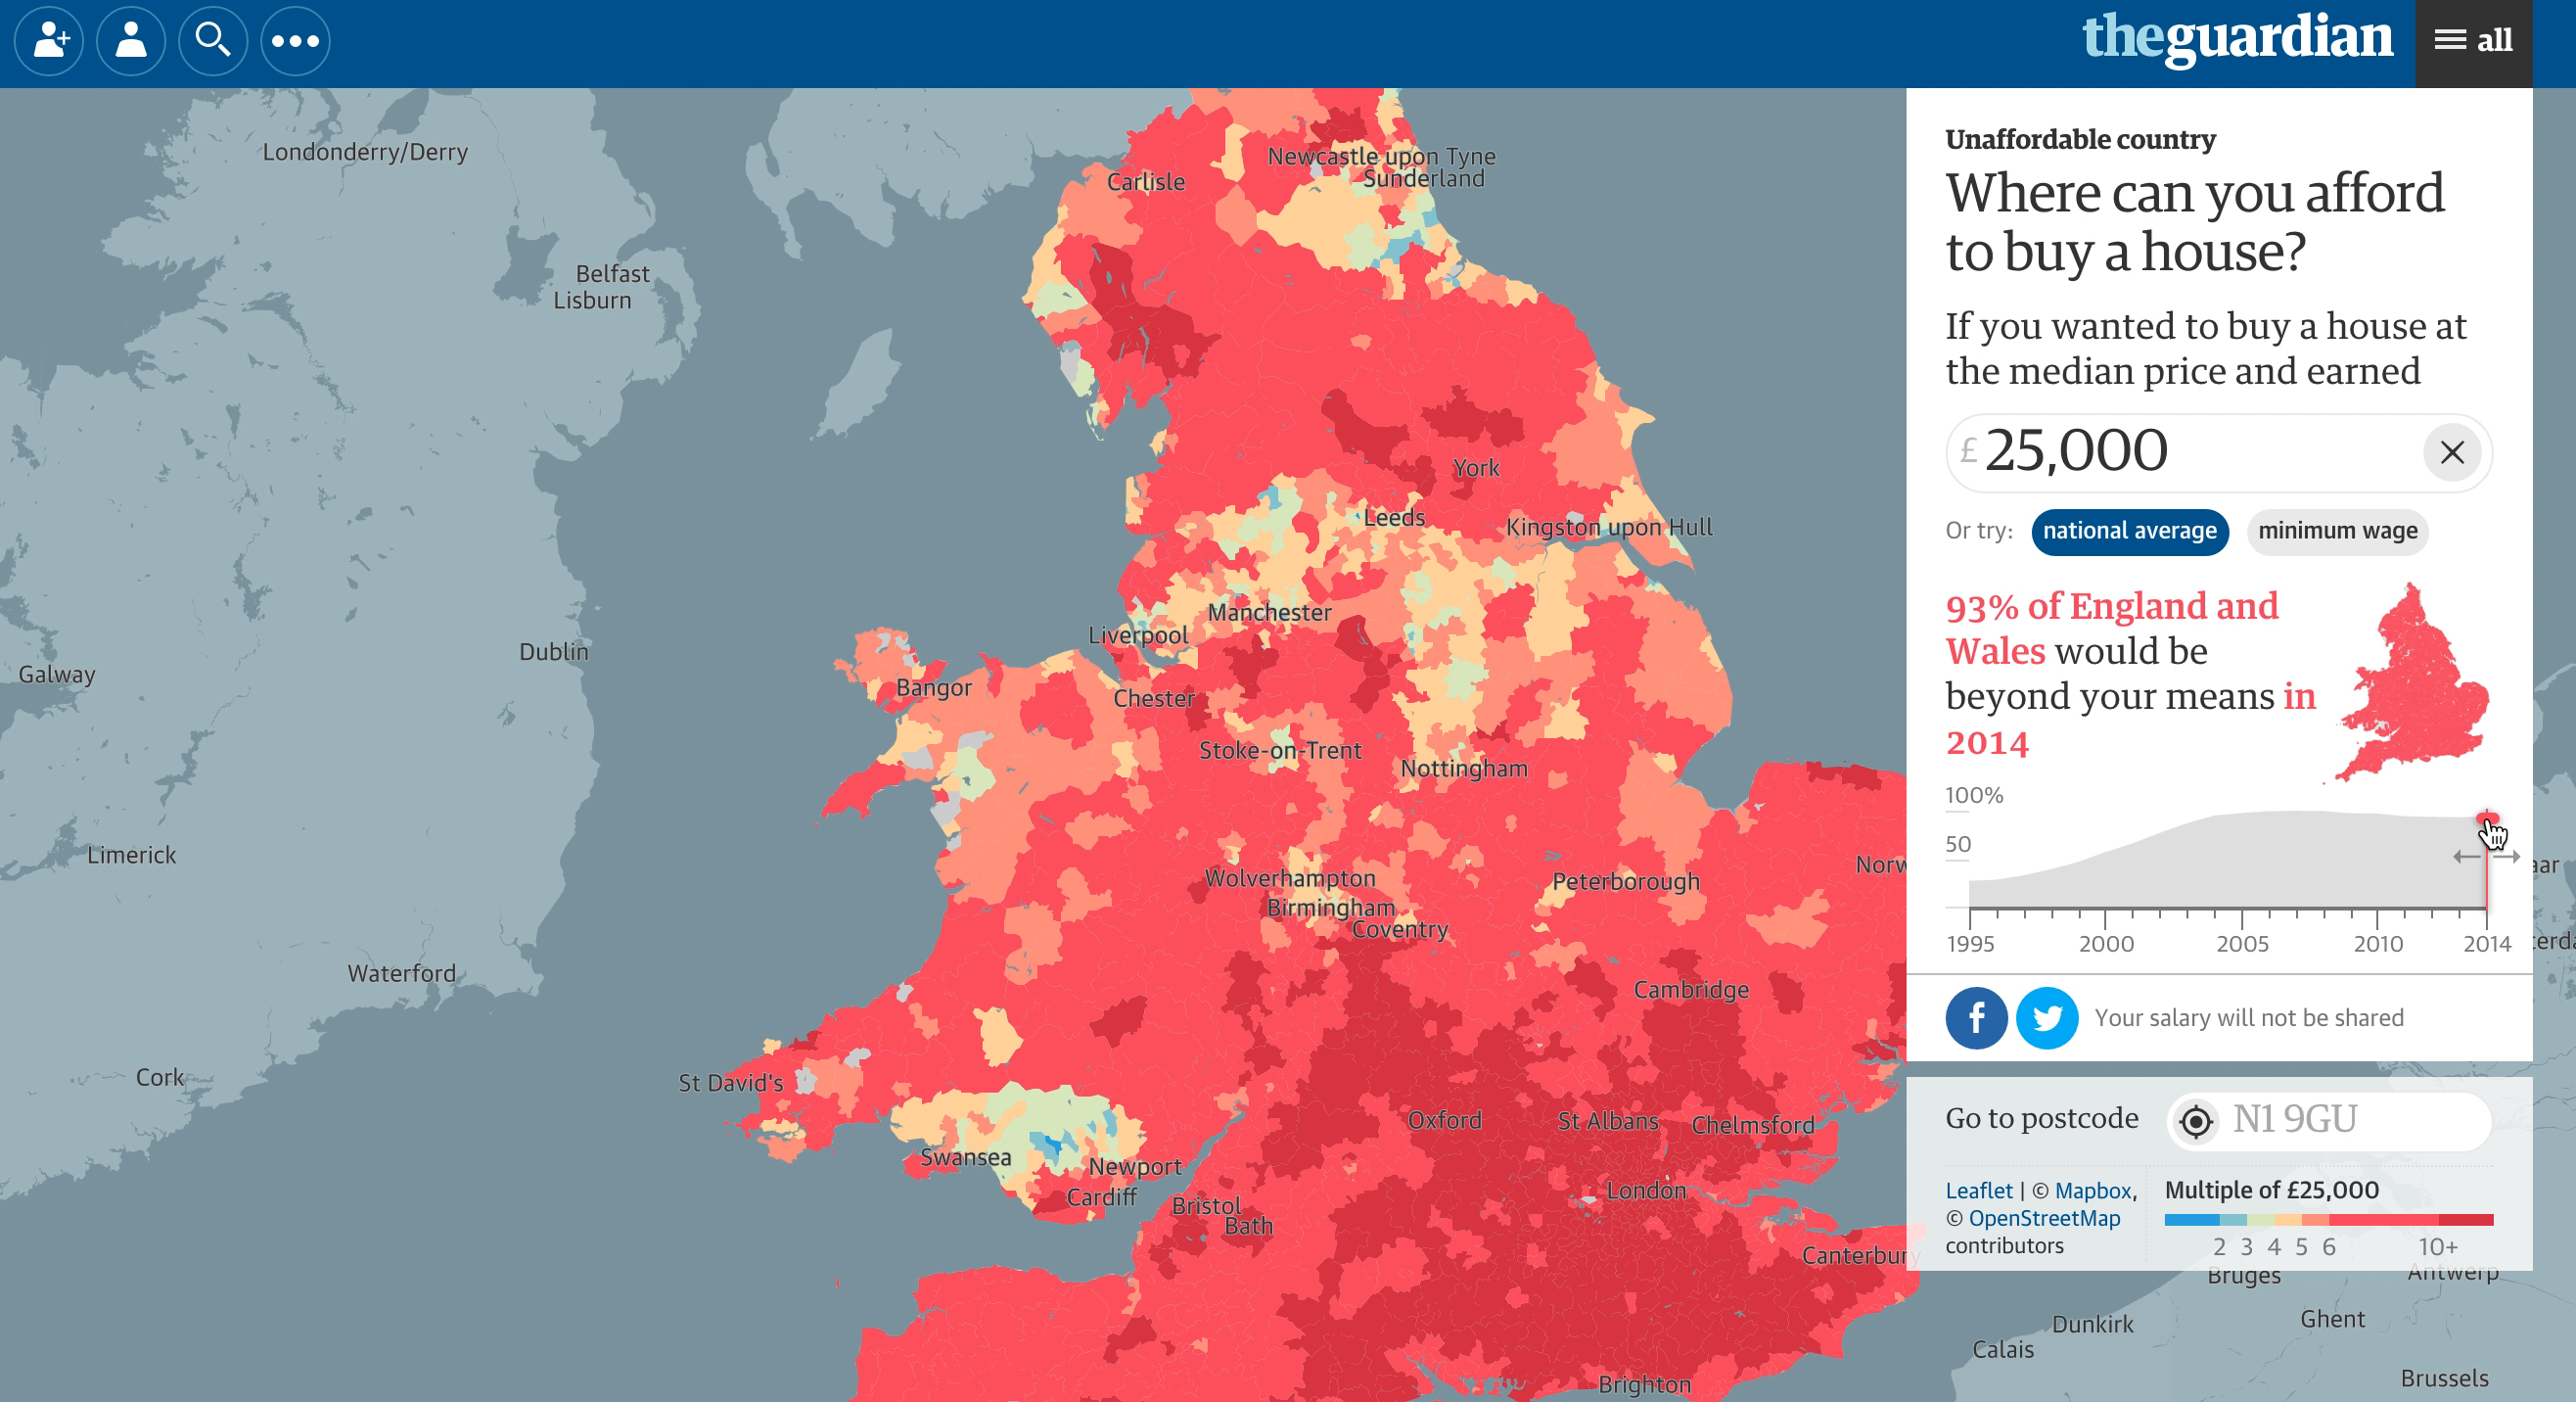 theguardian
all
Londonderry/Derry
Belfast
Lisburn
Galway
Dublin
Limerick
Waterford
Cork
Newcastle upon Tyne
Sunderland
Carlisle
York
Leeds
Kingston upon Hull
Manchester
Liverpool
Bangor
Chester
Stoke-on-Trent
Nottingham
Norw
Wolverhampton
Peterborough
Birmingham
Coventry
Cambridge
St David's
Oxford
St Albans
Chelmsford
Swansea
Newport
Cardiff
London
Bristol
Bath
Canterbury
Brighton
Unaffordable country
Where can you afford
to buy a house?
If you wanted to buy a house at
the median price and earned
£ 25,000
Or try: national average minimum wage
93% of England and
Wales would be
beyond your means in
2014
100%
50
1995 2000 2005 2010 2014
aar
terda
Your salary will not be shared
Go to postcode N1 9GU
Leaflet | © Mapbox,
© OpenStreetMap
contributors
Multiple of £25,000
2 3 4 5 6 10+
Bruges
Antwerp
Dunkirk
Ghent
Calais
Brussels